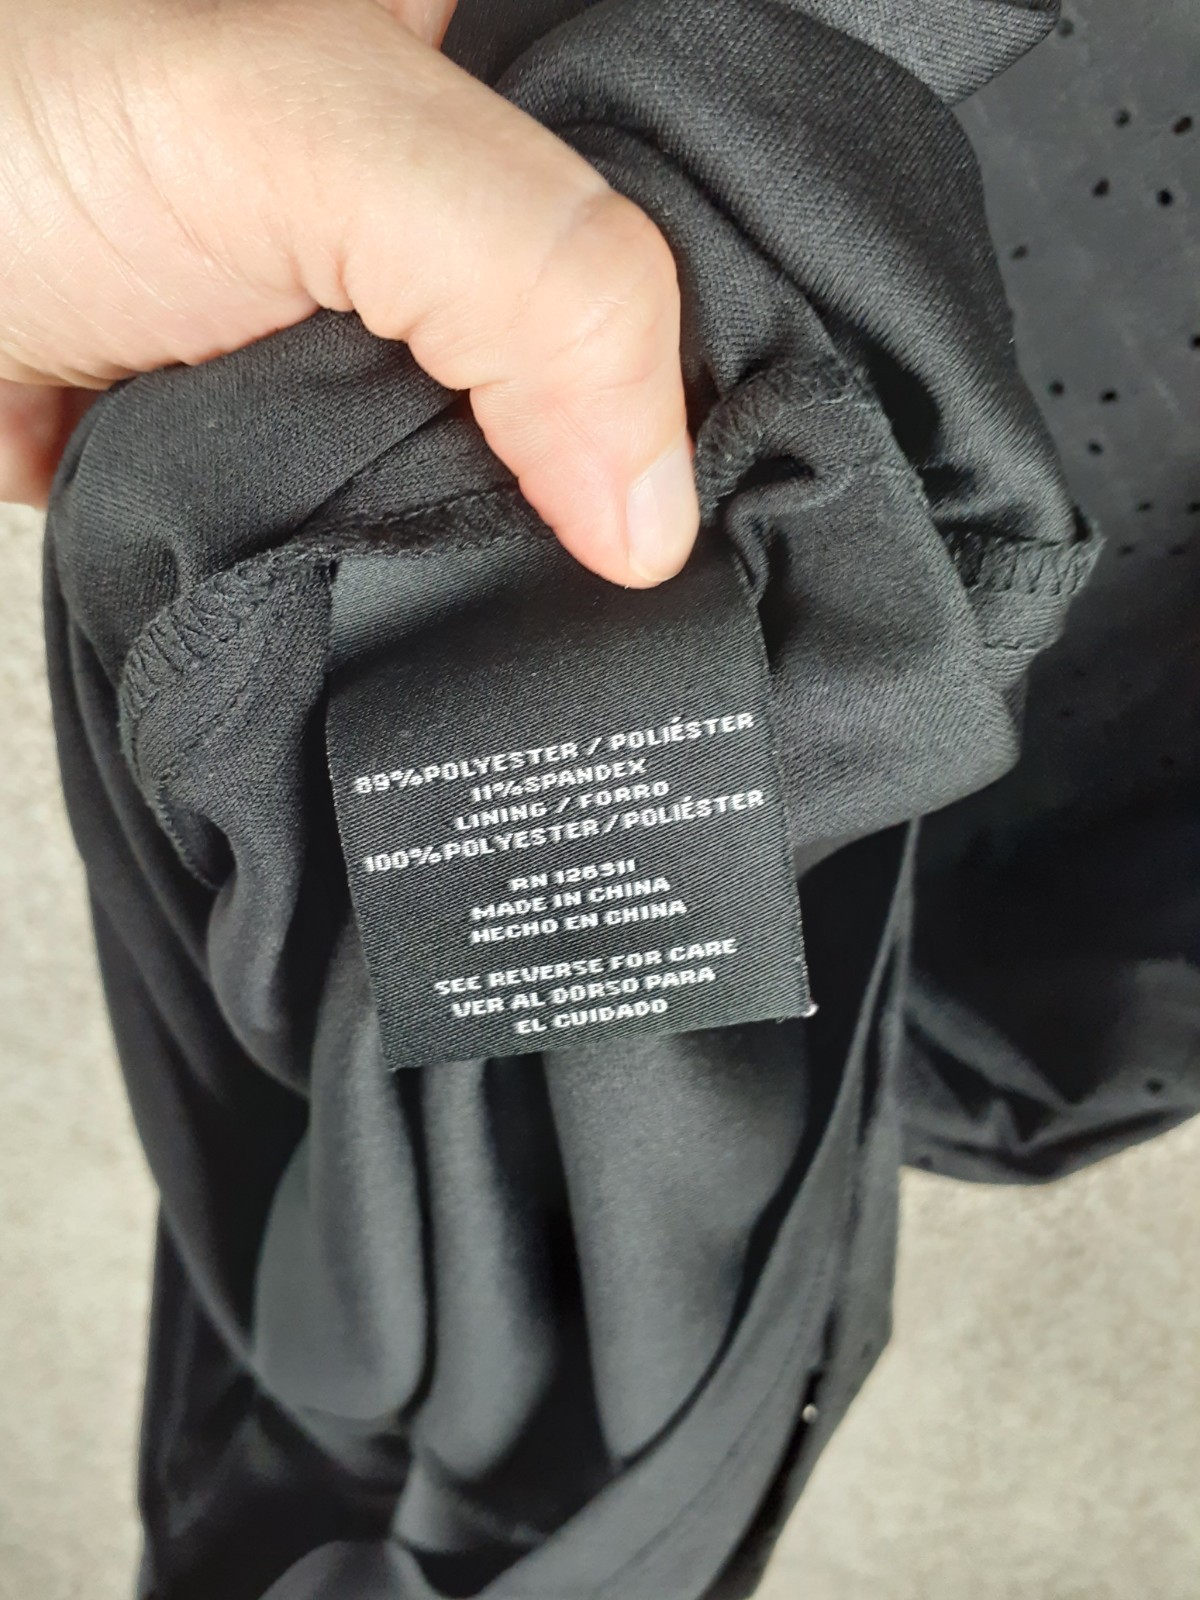 89%POLYESTER / POLIÉSTER
11%SPANDEX
LINING / FORRO
100%POLYESTER/POLIÉSTER
RN 126311
MADE IN CHINA
HECHO EN CHINA
SEE REVERSE FOR CARE
VER AL DORSO PARA
EL CUIDADO